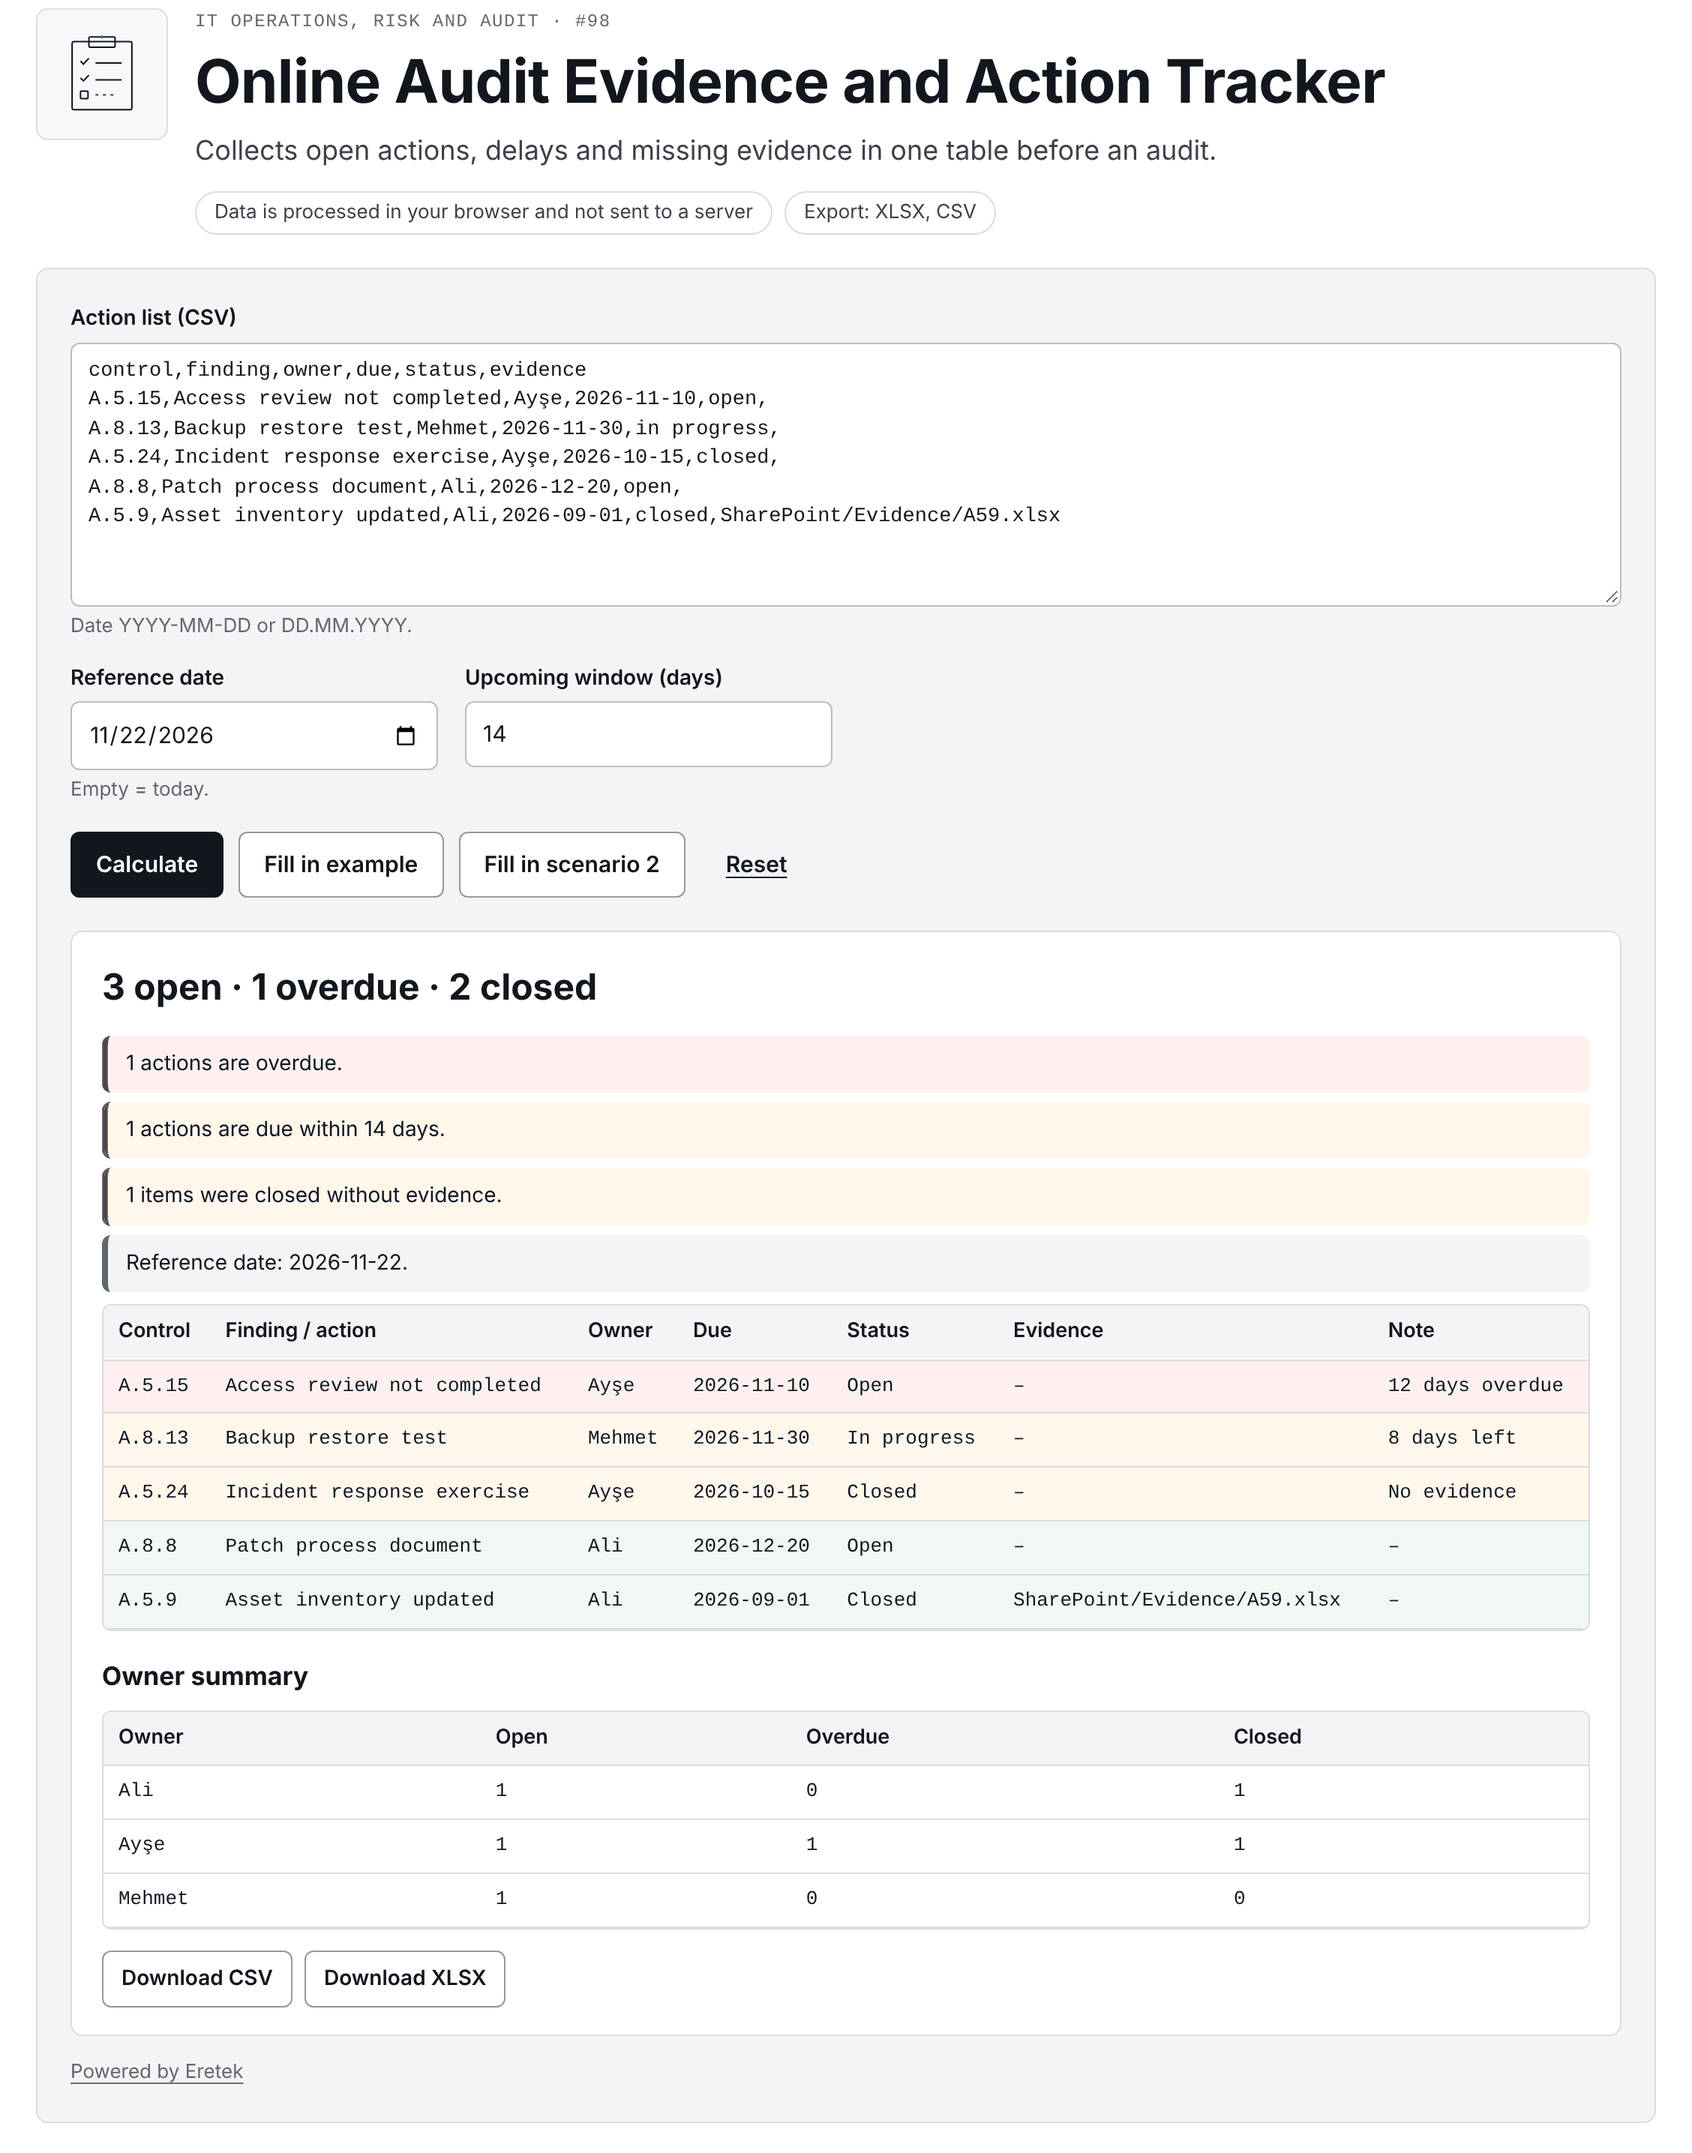 IT OPERATIONS, RISK AND AUDIT · #98
Online Audit Evidence and Action Tracker
Collects open actions, delays and missing evidence in one table before an audit.
Data is processed in your browser and not sent to a server
Export: XLSX, CSV
Action list (CSV)
control,finding,owner,due,status,evidence
A.5.15,Access review not completed,Ayşe,2026-11-10,open,
A.8.13,Backup restore test,Mehmet,2026-11-30,in progress,
A.5.24,Incident response exercise,Ayşe,2026-10-15,closed,
A.8.8,Patch process document,Ali,2026-12-20,open,
A.5.9,Asset inventory updated,Ali,2026-09-01,closed,SharePoint/Evidence/A59.xlsx
Date YYYY-MM-DD or DD.MM.YYYY.
Reference date Upcoming window (days)
11/22/2026 14
Empty = today.
Calculate Fill in example Fill in scenario 2 Reset
3 open · 1 overdue · 2 closed
1 actions are overdue.
1 actions are due within 14 days.
1 items were closed without evidence.
Reference date: 2026-11-22.
Control Finding / action Owner Due Status Evidence Note
A.5.15 Access review not completed Ayşe 2026-11-10 Open – 12 days overdue
A.8.13 Backup restore test Mehmet 2026-11-30 In progress – 8 days left
A.5.24 Incident response exercise Ayşe 2026-10-15 Closed – No evidence
A.8.8 Patch process document Ali 2026-12-20 Open – –
A.5.9 Asset inventory updated Ali 2026-09-01 Closed SharePoint/Evidence/A59.xlsx –
Owner summary
Owner Open Overdue Closed
Ali 1 0 1
Ayşe 1 1 1
Mehmet 1 0 0
Download CSV Download XLSX
Powered by Eretek